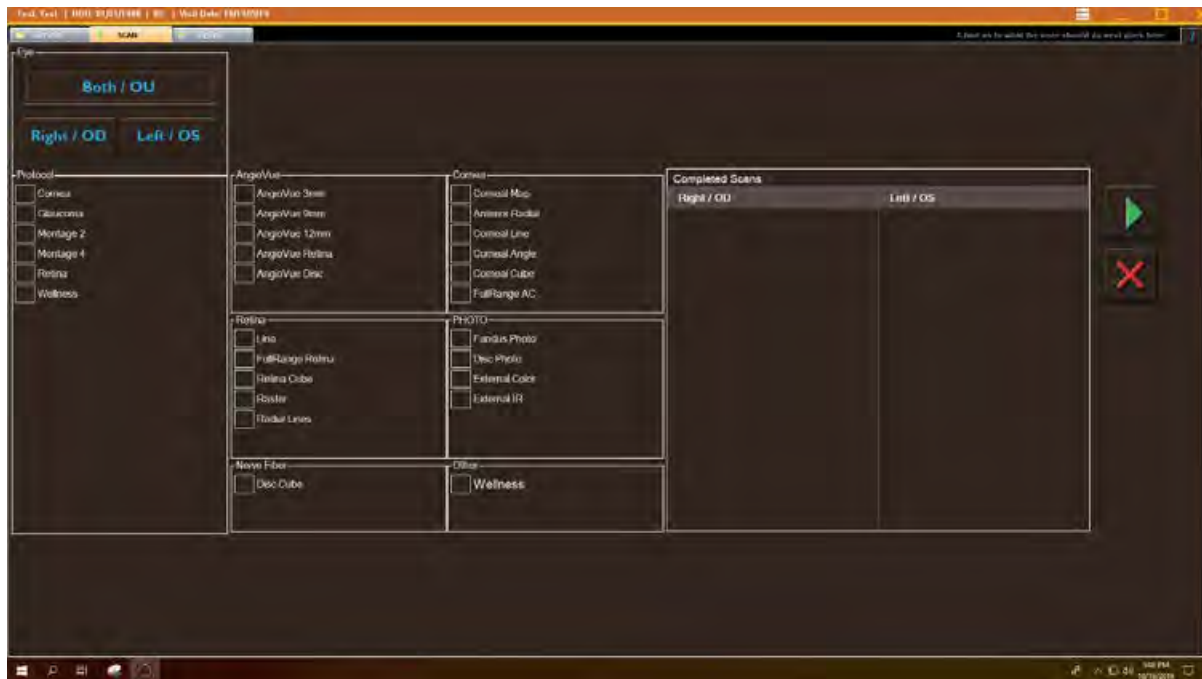 SCAN
Eye
Both / OU
Right / OD
Left / OS
Protocol
Cornea
Glaucoma
Montage 2
Montage 4
Retina
Wellness
AngioVue
AngioVue 3mm
AngioVue 9mm
AngioVue 12mm
AngioVue Retina
AngioVue Disc
Cornea
Corneal Map
Anterior Radial
Corneal Line
Corneal Angle
Corneal Cube
FullRange AC
Retina
Line
FullRange Retina
Retina Cube
Raster
Radial Lines
PHOTO
Fundus Photo
Disc Photo
External Color
External IR
Nerve Fiber
Disc Cube
Other
Wellness
Completed Scans
Right / OD
Left / OS